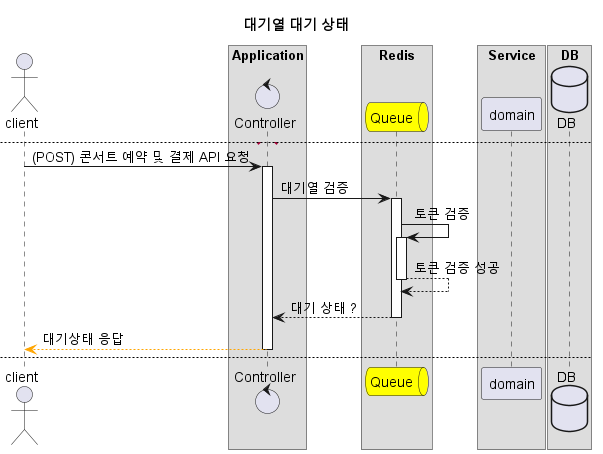 대기열 대기 상태
Application
Redis
Service
DB
client
Controller
Queue
domain
DB
(POST) 콘서트 예약 및 결제 API 요청
대기열 검증
토큰 검증
토큰 검증 성공
대기 상태 ?
대기상태 응답
client
Controller
Queue
domain
DB